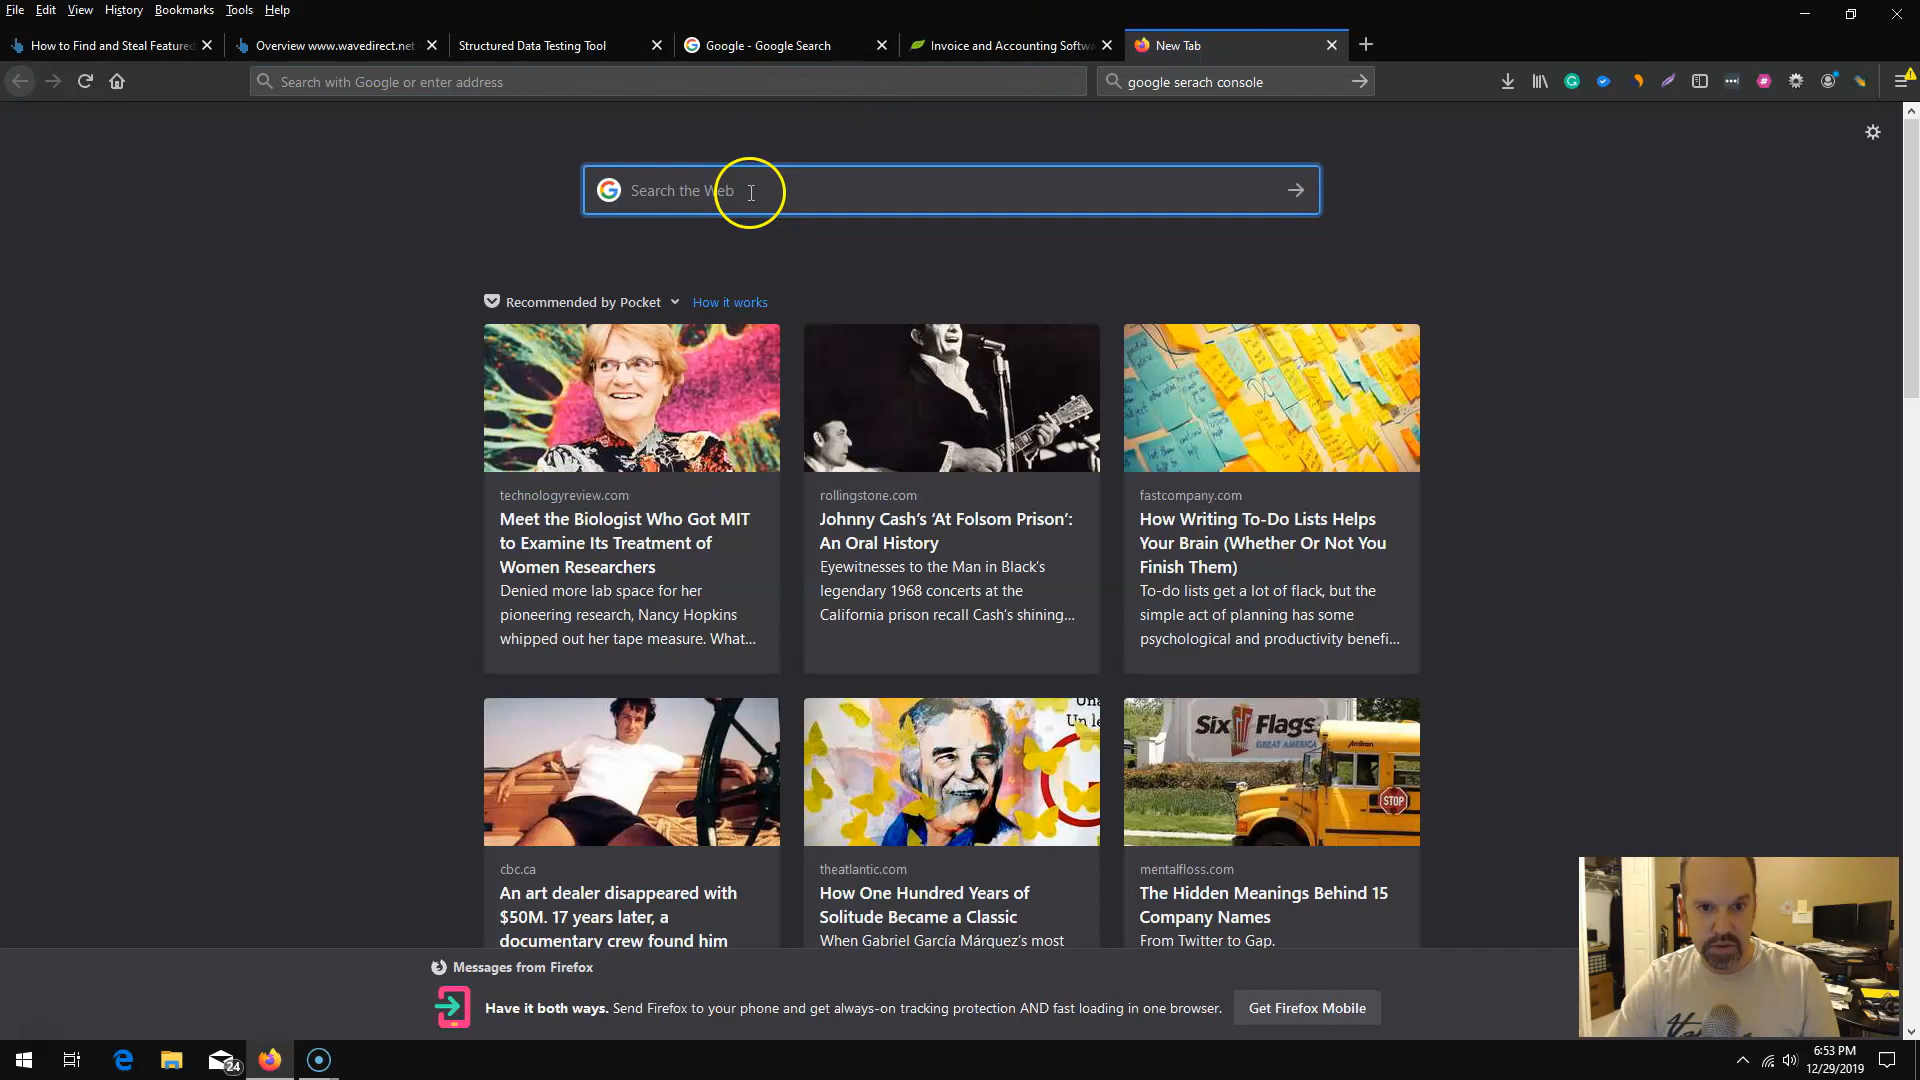 File Edit View History Bookmarks Tools Help
How to Find and Steal Featured
Overview www.wavedirect.net
Structured Data Testing Tool
Google - Google Search
Invoice and Accounting Softwa
New Tab
Search with Google or enter address
google serach console
Search the Web
Recommended by Pocket
How it works
technologyreview.com
Meet the Biologist Who Got MIT
to Examine Its Treatment of
Women Researchers
Denied more lab space for her
pioneering research, Nancy Hopkins
whipped out her tape measure. What...
rollingstone.com
Johnny Cash's ‘At Folsom Prison’:
An Oral History
Eyewitnesses to the Man in Black's
legendary 1968 concerts at the
California prison recall Cash's shining...
fastcompany.com
How Writing To-Do Lists Helps
Your Brain (Whether Or Not You
Finish Them)
To-do lists get a lot of flack, but the
simple act of planning has some
psychological and productivity benefi...
Una
Un le
Six Flags
GREAT AMERICA
STOP
cbc.ca
An art dealer disappeared with
$50M. 17 years later, a
documentary crew found him
theatlantic.com
How One Hundred Years of
Solitude Became a Classic
When Gabriel García Márquez's most
mentalfloss.com
The Hidden Meanings Behind 15
Company Names
From Twitter to Gap.
Messages from Firefox
Have it both ways. Send Firefox to your phone and get always-on tracking protection AND fast loading in one browser.
Get Firefox Mobile
24
6:53 PM
12/29/2019